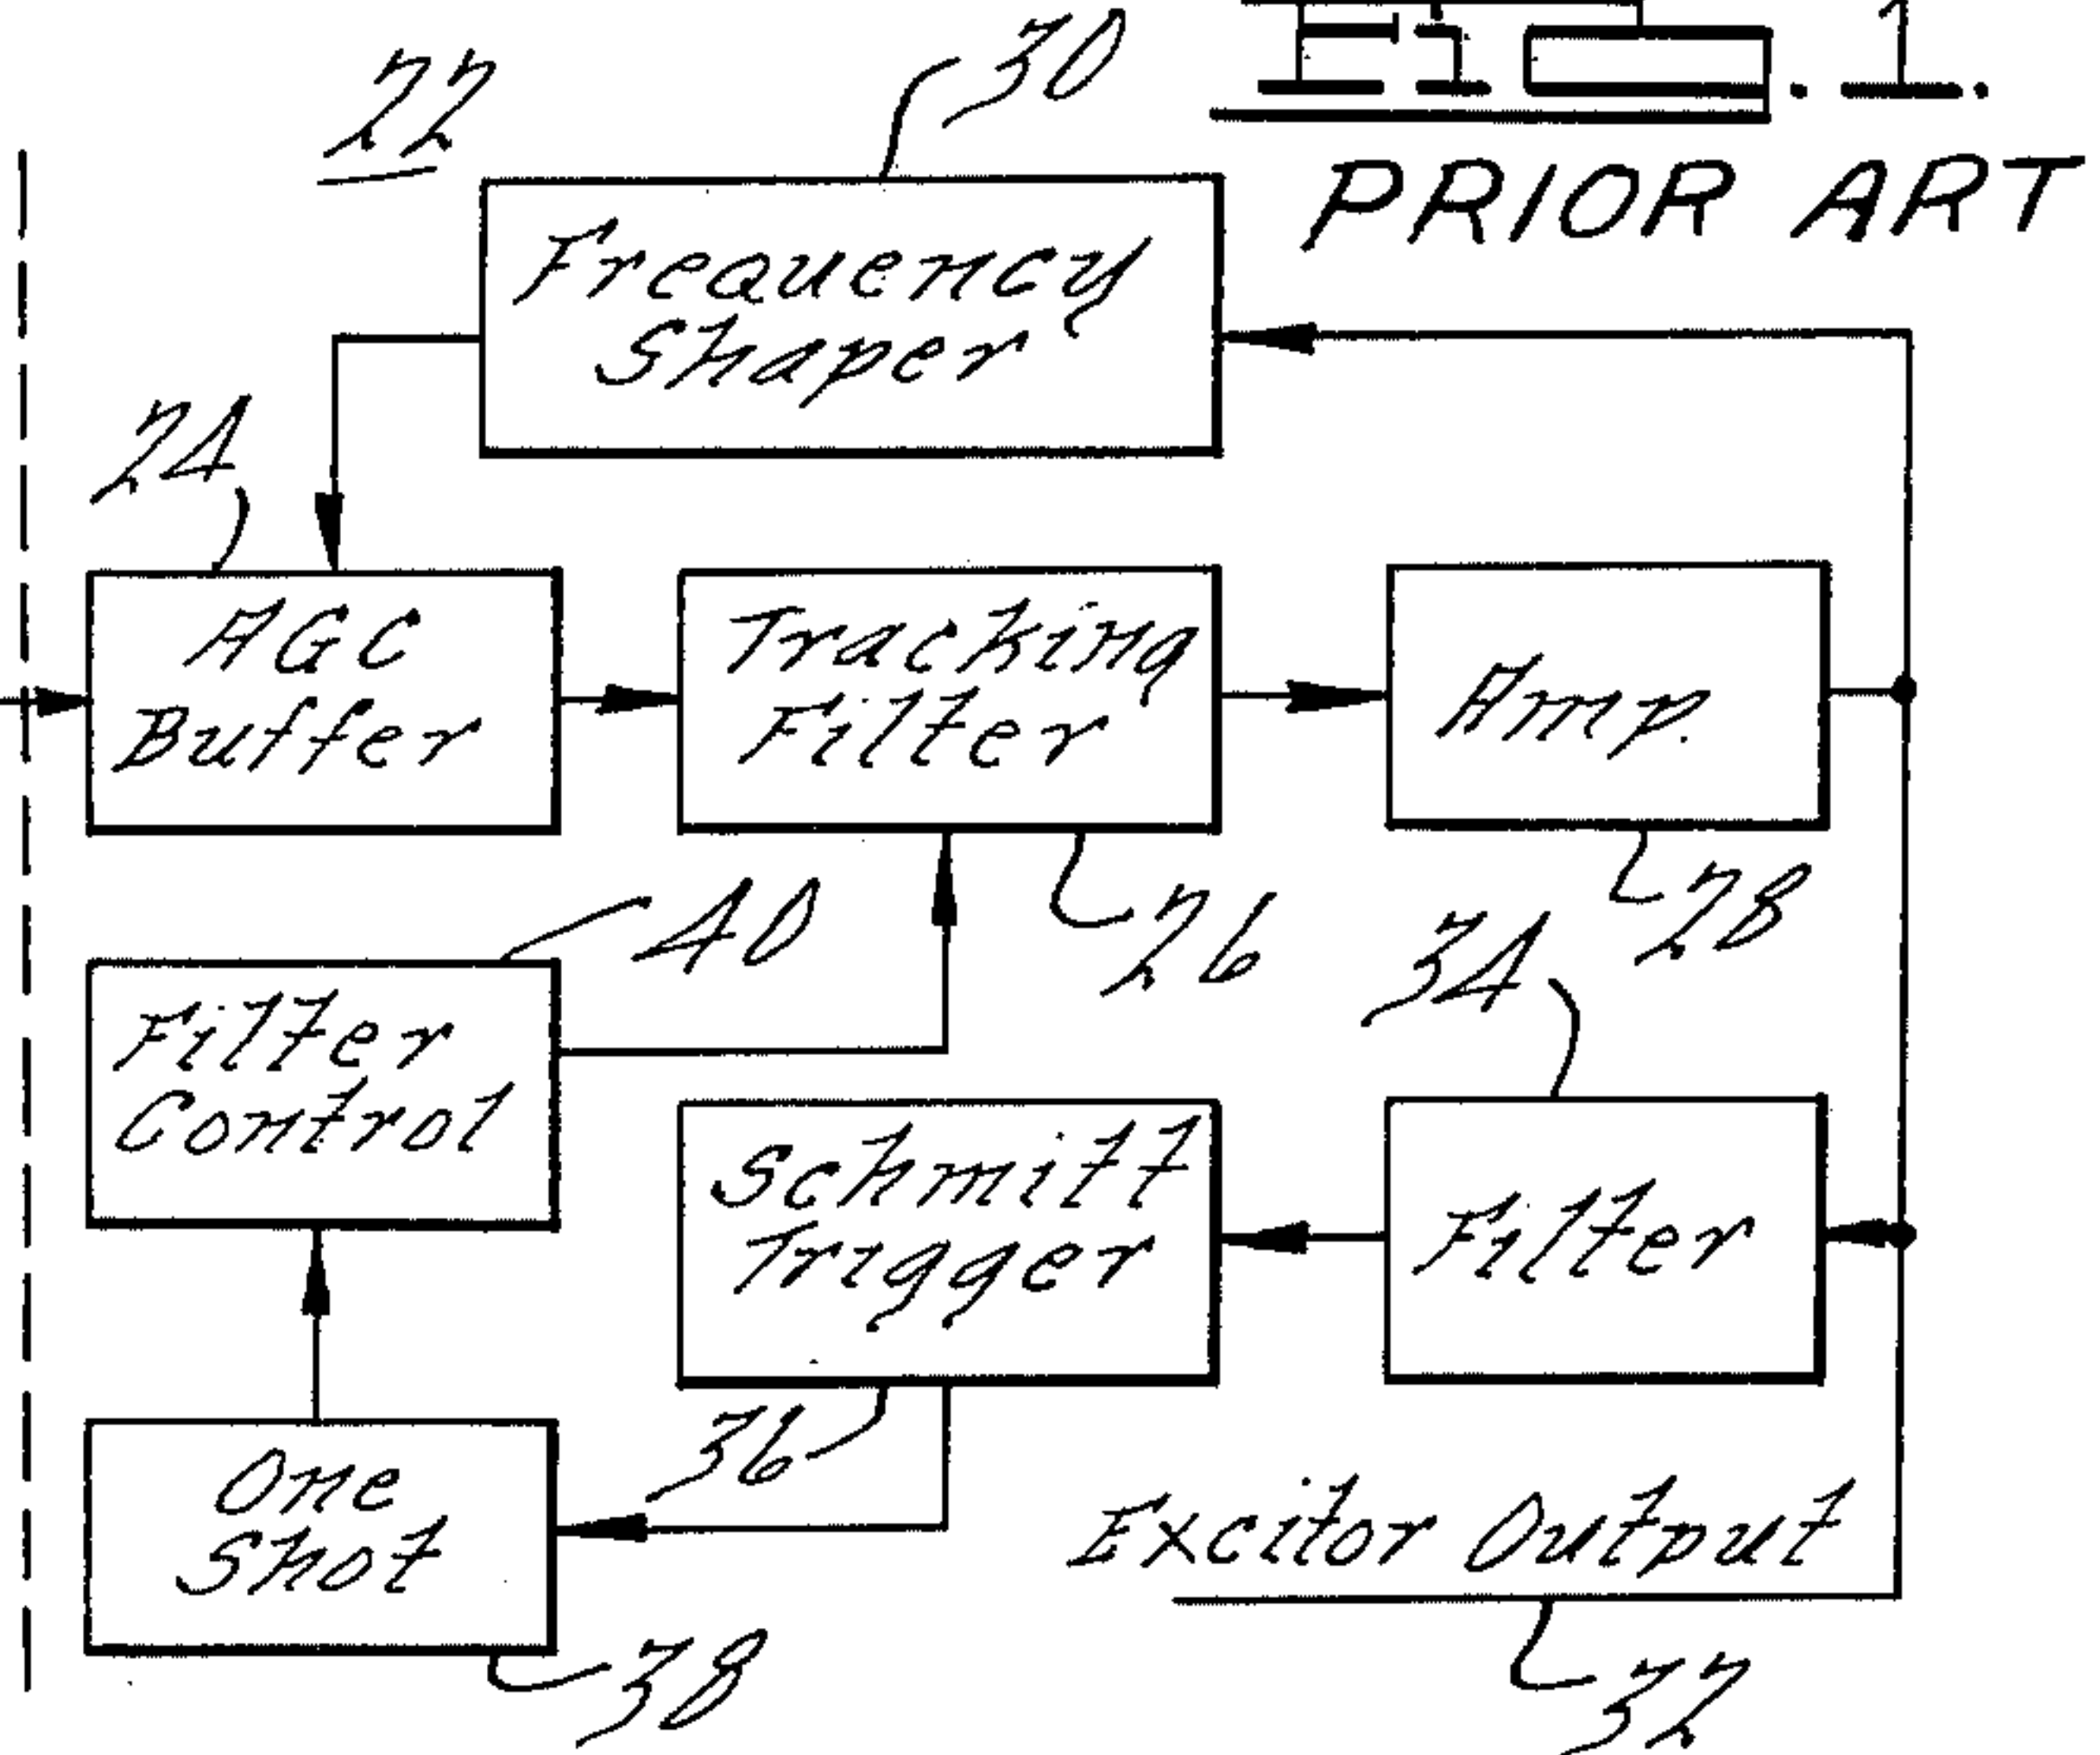 Fig. 1.
PRIOR ART
22
30
Frequency
Shaper
24
AGC
Buffer
Tracking
Filter
Amp.
26
28
40
34
Filter
Control
Schmitt
Trigger
Filter
36
One
Shot
38
Excitor Output
32